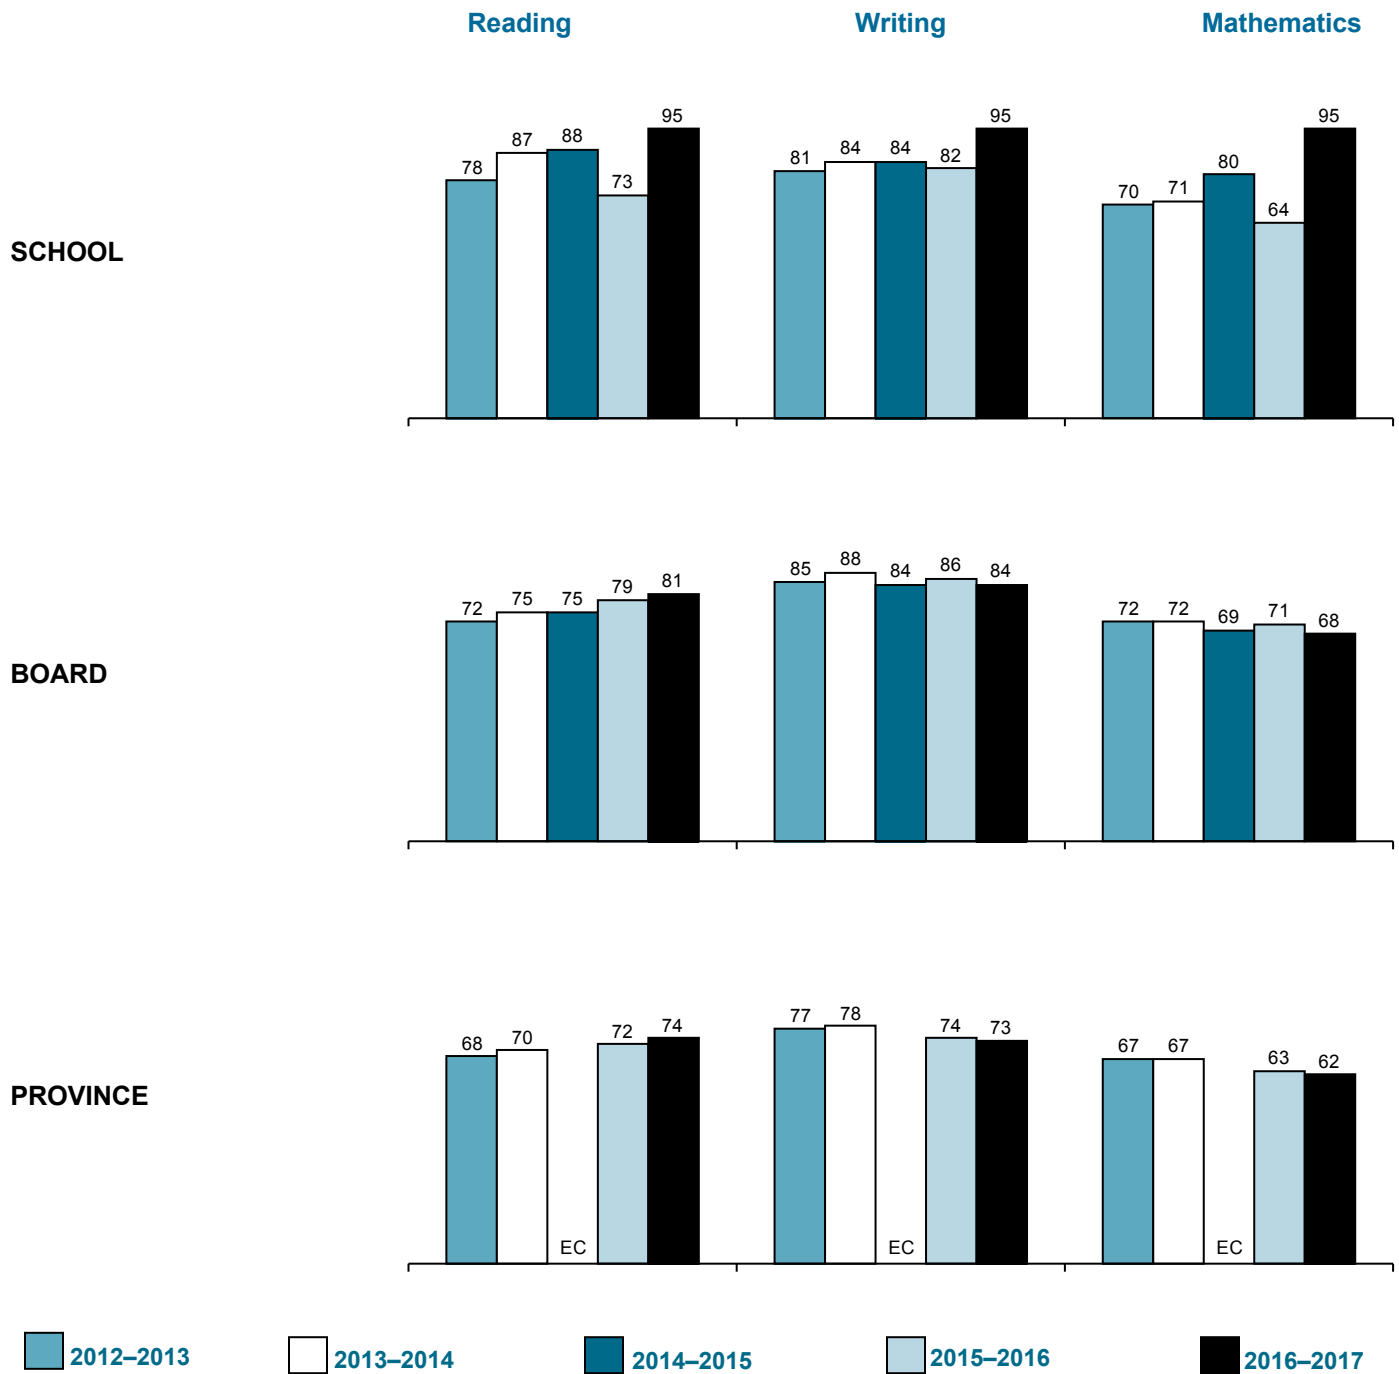 Reading Writing Mathematics
SCHOOL
78 87 88 73 95
81 84 84 82 95
70 71 80 64 95
BOARD
72 75 75 79 81
85 88 84 86 84
72 72 69 71 68
PROVINCE
68 70 EC 72 74
77 78 EC 74 73
67 67 EC 63 62
2012–2013 2013–2014 2014–2015 2015–2016 2016–2017